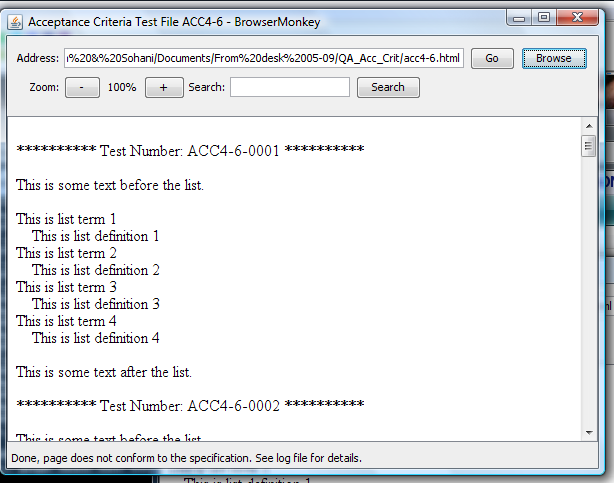 Acceptance Criteria Test File ACC4-6 - BrowserMonkey
Address: %20&%20Sohani/Documents/From%20desk%2005-09/QA_Acc_Crit/acc4-6.html Go Browse
Zoom: - 100% + Search: Search
********** Test Number: ACC4-6-0001 **********
This is some text before the list.
This is list term 1
This is list definition 1
This is list term 2
This is list definition 2
This is list term 3
This is list definition 3
This is list term 4
This is list definition 4
This is some text after the list.
********** Test Number: ACC4-6-0002 **********
This is some text before the list.
Done, page does not conform to the specification. See log file for details.
This is list definition 1